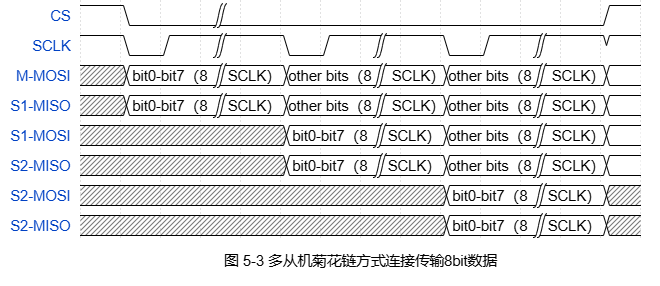 CS
SCLK
M-MOSI bit0-bit7 (8 SCLK) other bits (8 SCLK) other bits (8 SCLK)
S1-MISO bit0-bit7 (8 SCLK) other bits (8 SCLK) other bits (8 SCLK)
S1-MOSI bit0-bit7 (8 SCLK) other bits (8 SCLK)
S2-MISO bit0-bit7 (8 SCLK) other bits (8 SCLK)
S2-MOSI bit0-bit7 (8 SCLK)
S2-MISO bit0-bit7 (8 SCLK)
图 5-3 多从机菊花链方式连接传输8bit数据